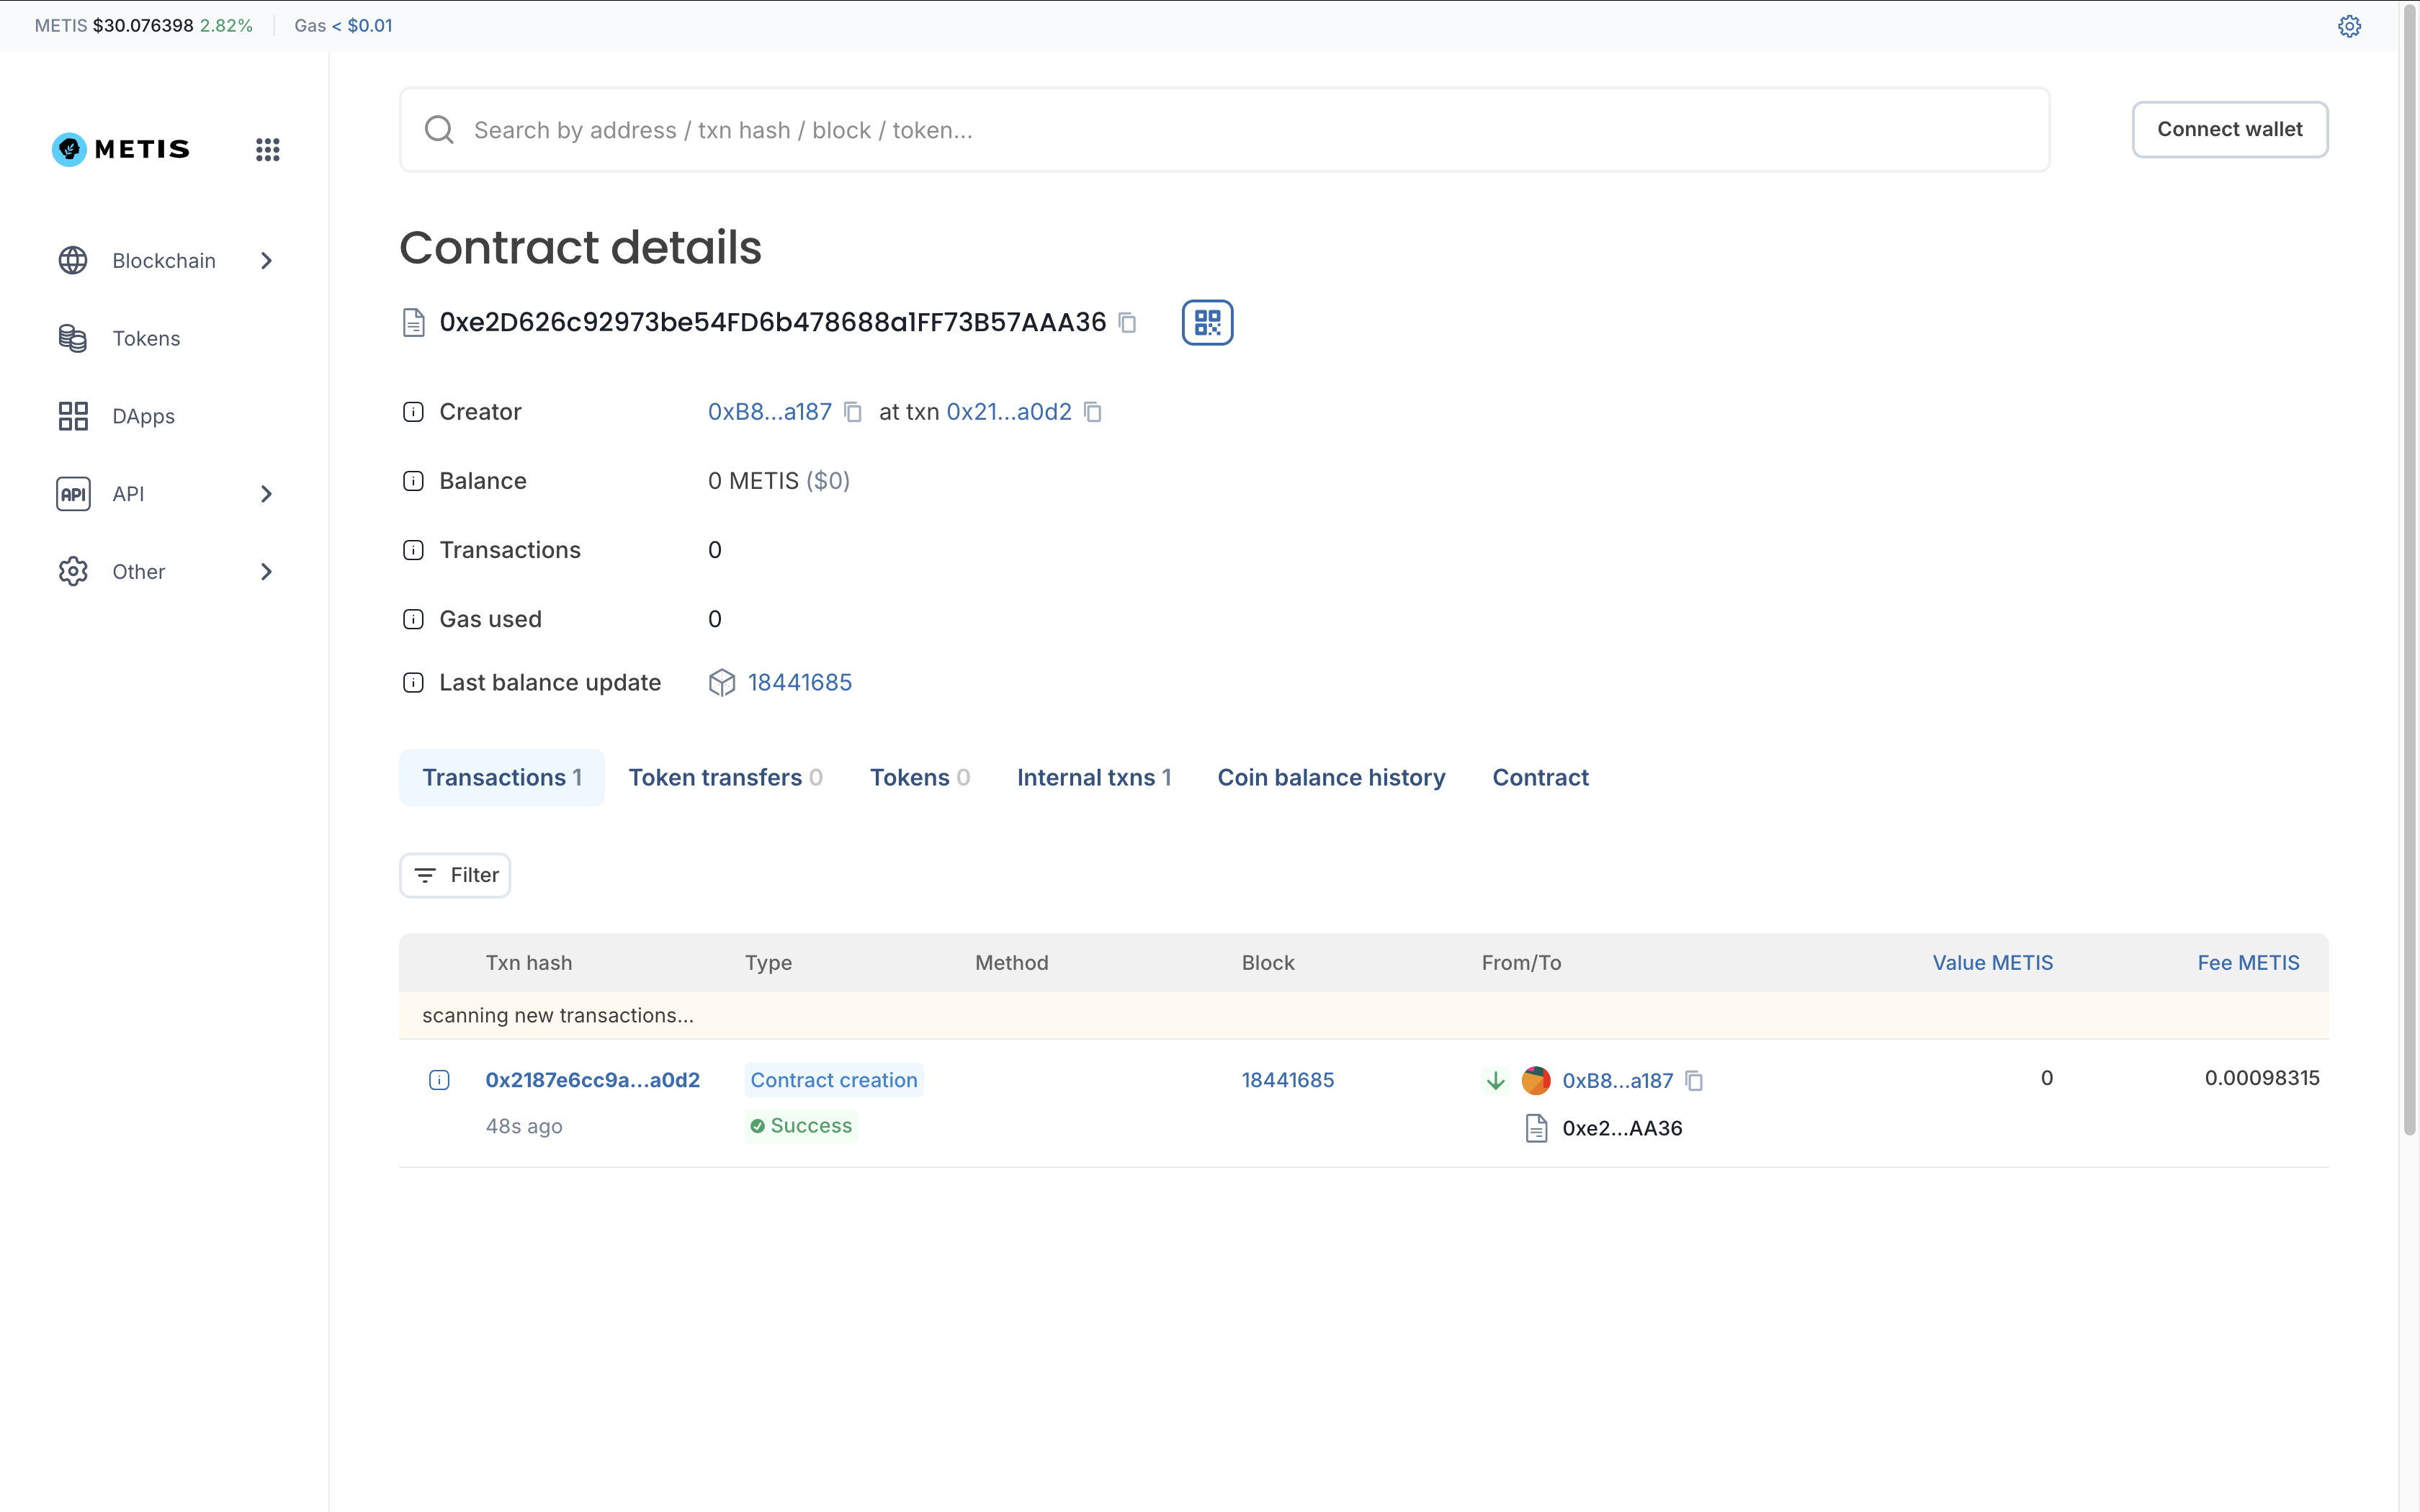 METIS $30.076398 2.82% Gas < $0.01
METIS
Search by address / txn hash / block / token...
Connect wallet
Blockchain
Tokens
DApps
API API
Other
Contract details
0xe2D626c92973be54FD6b478688a1FF73B57AAA36
Creator 0xB8...a187 at txn 0x21...a0d2
Balance 0 METIS ($0)
Transactions 0
Gas used 0
Last balance update 18441685
Transactions 1 Token transfers 0 Tokens 0 Internal txns 1 Coin balance history Contract
Filter
Txn hash Type Method Block From/To Value METIS Fee METIS
scanning new transactions...
0x2187e6cc9a...a0d2 Contract creation 18441685 0xB8...a187 0 0.00098315
48s ago Success 0xe2...AA36